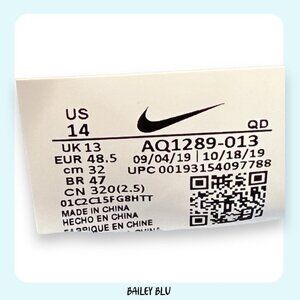 US
14
QD
UK 13
AQ1289-013
EUR 48.5
09/04/19 | 10/18/19
cm 32
UPC 00193154097788
BR 47
CN 320(2.5)
01C2C15FG8HTT
MADE IN CHINA
HECHO EN CHINA
FABRIQUE EN CHINE
BAILEY BLU